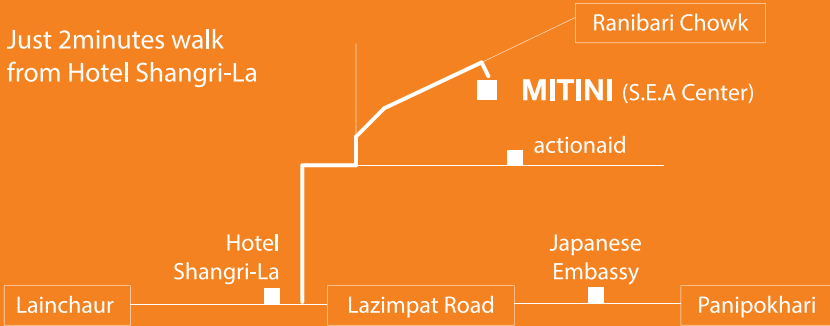 Just 2minutes walk
from Hotel Shangri-La
Ranibari Chowk
MITINI (S.E.A Center)
actionaid
Hotel
Shangri-La
Japanese
Embassy
Lainchaur
Lazimpat Road
Panipokhari